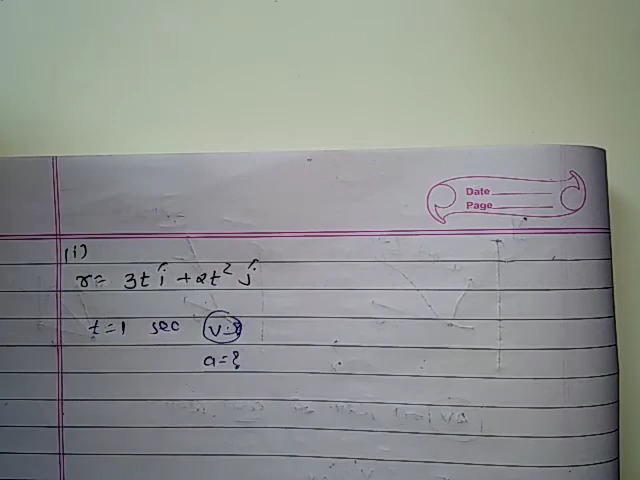 Date
Page
(i)
r= 3t î + 2t² ĵ
t=1 sec v=?
a=?